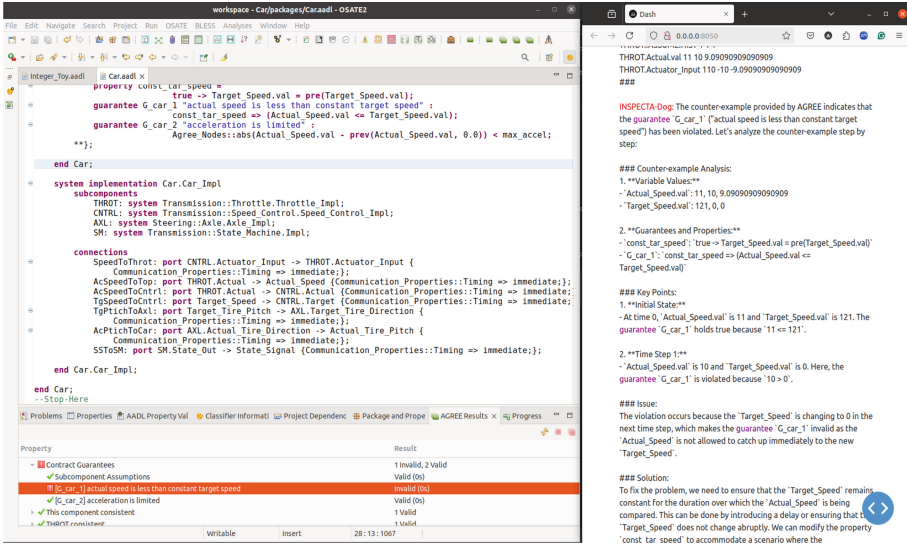 workspace - Car/packages/Car.aadl - OSATE2
File Edit Navigate Search Project Run OSATE BLESS Analyses Window Help
Integer_Toy.aadl
Car.aadl
property const_tar_speed =
true -> Target_Speed.val = pre(Target_Speed.val);
guarantee G_car_1 "actual speed is less than constant target speed" :
const_tar_speed => (Actual_Speed.val <= Target_Speed.val);
guarantee G_car_2 "acceleration is limited" :
Agree_Nodes::abs(Actual_Speed.val - prev(Actual_Speed.val, 0.0)) < max_accel;
**};
end Car;
system implementation Car.Car_Impl
subcomponents
THROT: system Transmission::Throttle.Throttle_Impl;
CNTRL: system Transmission::Speed_Control.Speed_Control_Impl;
AXL: system Steering::Axle.Axle_Impl;
SM: system Transmission::State_Machine.Impl;
connections
SpeedToThrot: port CNTRL.Actuator_Input -> THROT.Actuator_Input {
Communication_Properties::Timing => immediate;};
AcSpeedToTop: port THROT.Actual -> Actual_Speed {Communication_Properties::Timing => immediate;};
AcSpeedToCntrl: port THROT.Actual -> CNTRL.Actual {Communication_Properties::Timing => immediate;
TgSpeedToCntrl: port Target_Speed -> CNTRL.Target {Communication_Properties::Timing => immediate;
TgPtichToAxl: port Target_Tire_Pitch -> AXL.Target_Tire_Direction {
Communication_Properties::Timing => immediate;};
AcPtichToCar: port AXL.Actual_Tire_Direction -> Actual_Tire_Pitch {
Communication_Properties::Timing => immediate;};
SSToSM: port SM.State_Out -> State_Signal {Communication_Properties::Timing => immediate;};
end Car.Car_Impl;
end Car;
--Stop-Here
Problems Properties AADL Property Val Classifier Informati Project Dependenc Package and Prope AGREE Results Progress
Property Result
Contract Guarantees 1 Invalid, 2 Valid
Subcomponent Assumptions Valid (0s)
[G_car_1] actual speed is less than constant target speed Invalid (0s)
[G_car_2] acceleration is limited Valid (0s)
This component consistent 1 Valid
THROT consistent 1 Valid
Writable Insert 28 : 13 : 1067
Dash
0.0.0.0:8050
THROT.Actual.val 11 10 9.09090909090909
THROT.Actuator_Input 110 -10 -9.09090909090909
###
INSPECTA-Dog: The counter-example provided by AGREE indicates that
the guarantee `G_car_1` ("actual speed is less than constant target
speed") has been violated. Let's analyze the counter-example step by
step:
### Counter-example Analysis:
1. **Variable Values:**
- `Actual_Speed.val`: 11, 10, 9.09090909090909
- `Target_Speed.val`: 121, 0, 0
2. **Guarantees and Properties:**
- `const_tar_speed`: `true -> Target_Speed.val = pre(Target_Speed.val)`
- `G_car_1`: `const_tar_speed => (Actual_Speed.val <=
Target_Speed.val)`
### Key Points:
1. **Initial State:**
- At time 0, `Actual_Speed.val` is 11 and `Target_Speed.val` is 121. The
guarantee `G_car_1` holds true because `11 <= 121`.
2. **Time Step 1:**
- `Actual_Speed.val` is 10 and `Target_Speed.val` is 0. Here, the
guarantee `G_car_1` is violated because `10 > 0`.
### Issue:
The violation occurs because the `Target_Speed` is changing to 0 in the
next time step, which makes the guarantee `G_car_1` invalid as the
`Actual_Speed` is not allowed to catch up immediately to the new
`Target_Speed`.
### Solution:
To fix the problem, we need to ensure that the `Target_Speed` remains
constant for the duration over which the `Actual_Speed` is being
compared. This can be done by introducing a delay or ensuring that
`Target_Speed` does not change abruptly. We can modify the property
`const_tar_speed` to accommodate a scenario where the